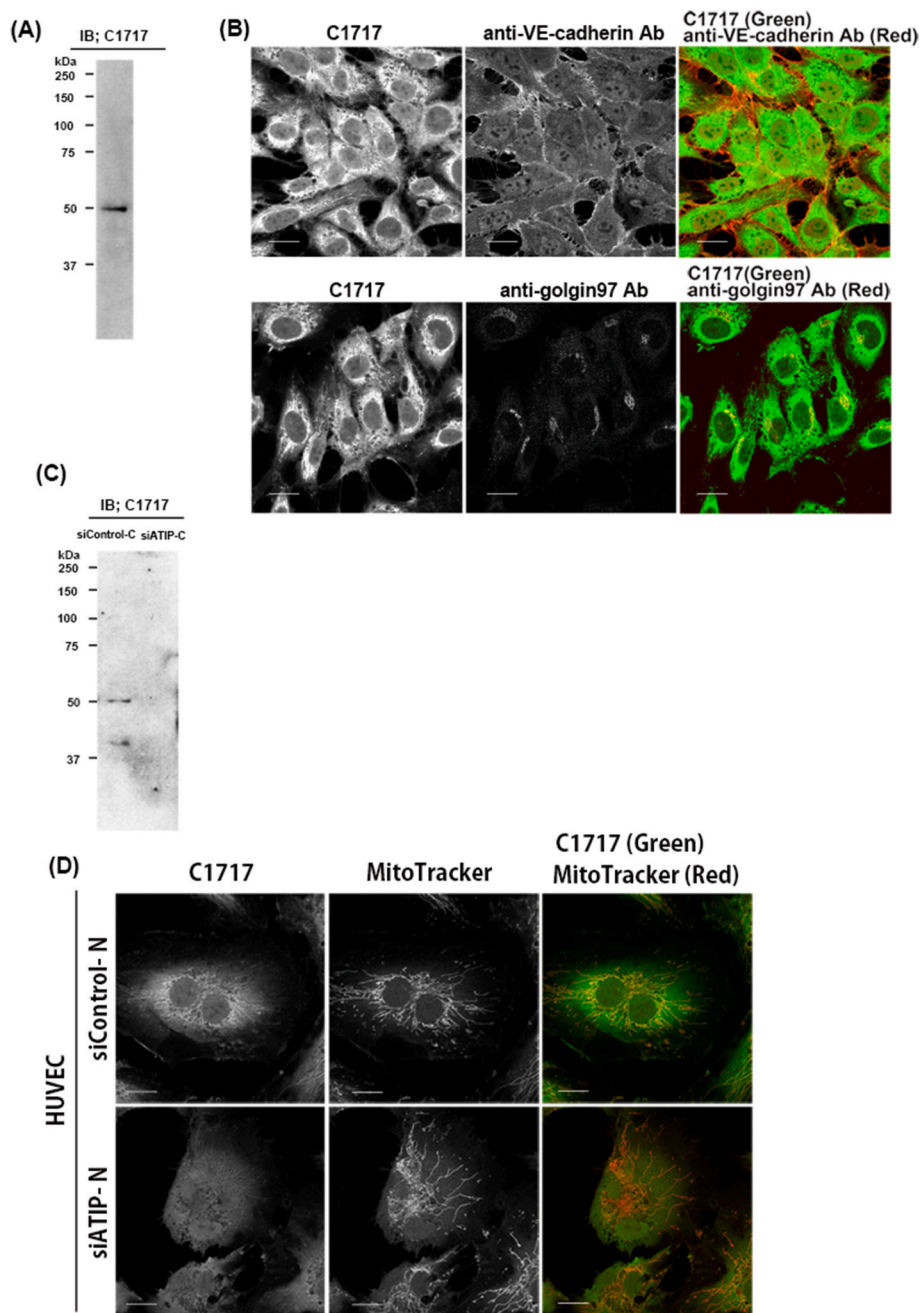 (A)
IB; C1717
kDa
250
150
100
75
50
37
(B)
C1717
anti-VE-cadherin Ab
C1717 (Green)
anti-VE-cadherin Ab (Red)
C1717
anti-golgin97 Ab
C1717(Green)
anti-golgin97 Ab (Red)
(C)
IB; C1717
siControl-C siATIP-C
kDa
250
150
100
75
50
37
(D)
C1717
MitoTracker
C1717 (Green)
MitoTracker (Red)
HUVEC
siControl- N
siATIP- N